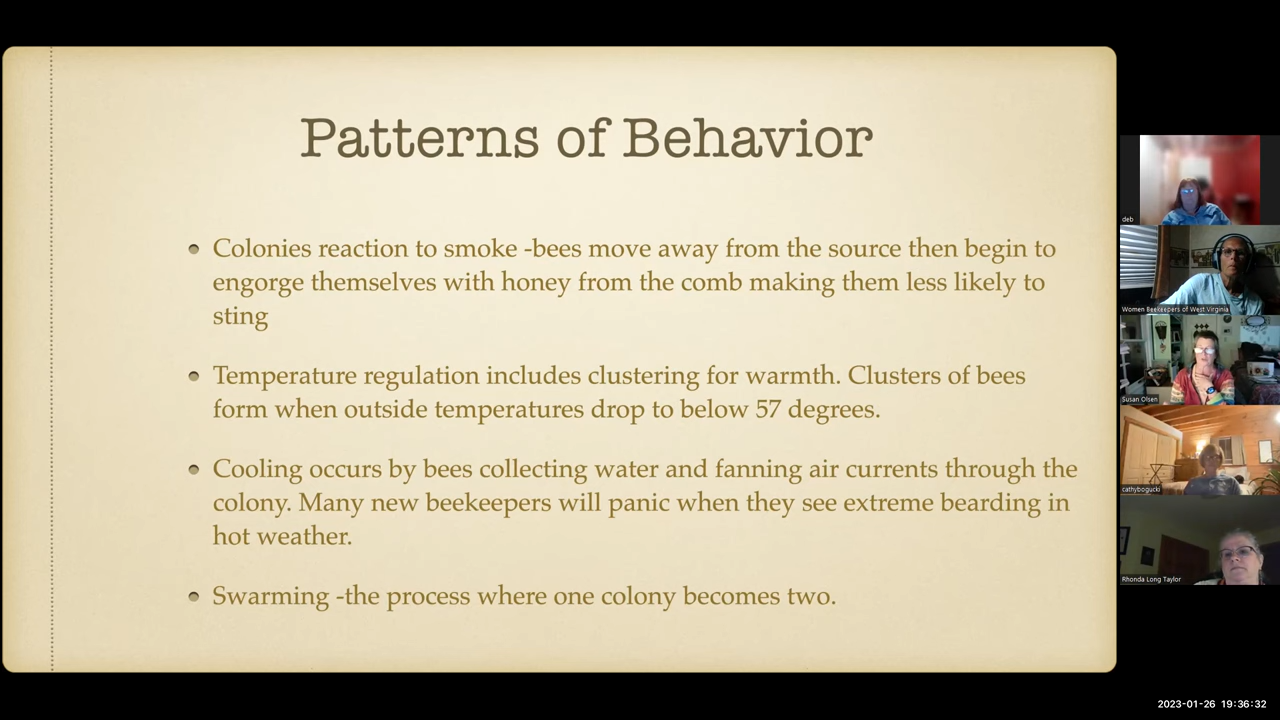 Patterns of Behavior
Colonies reaction to smoke -bees move away from the source then begin to
engorge themselves with honey from the comb making them less likely to
sting
Temperature regulation includes clustering for warmth. Clusters of bees
form when outside temperatures drop to below 57 degrees.
Cooling occurs by bees collecting water and fanning air currents through the
colony. Many new beekeepers will panic when they see extreme bearding in
hot weather.
Swarming -the process where one colony becomes two.
deb
Women Beekeepers of West Virginia
Susan Olsen
cathybogucki
Rhonda Long Taylor
2023-01-26 19:36:32